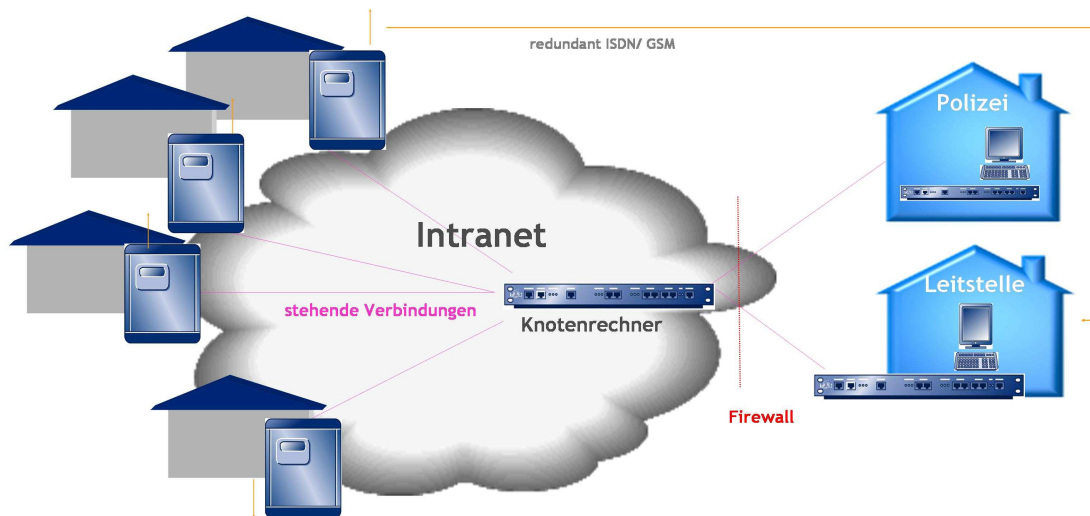 redundant ISDN/ GSM
Polizei
Intranet
Leitstelle
stehende Verbindungen
Knotenrechner
Firewall